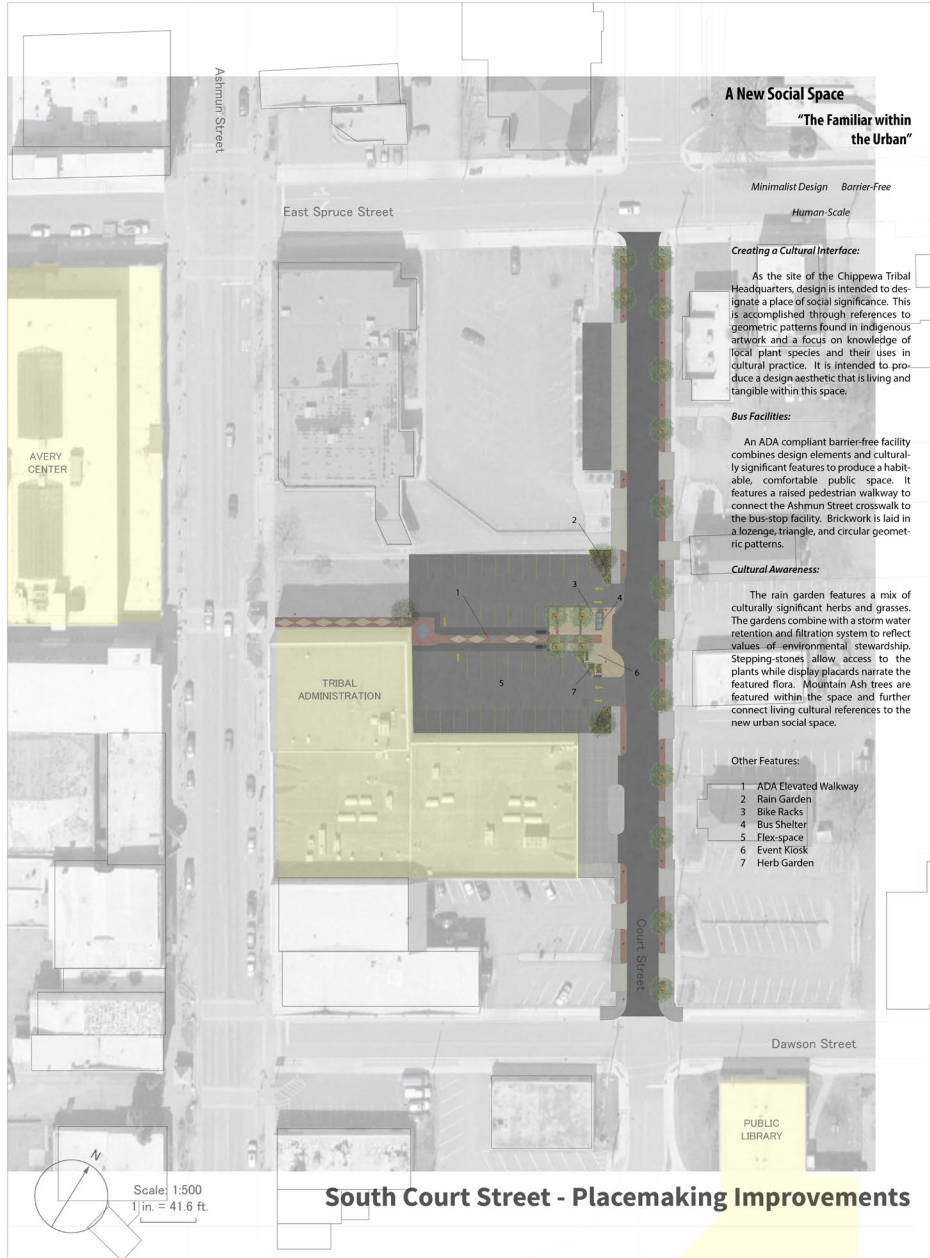 A New Social Space
“The Familiar within
the Urban”
Minimalist Design Barrier-Free
Human-Scale
Creating a Cultural Interface:
As the site of the Chippewa Tribal
Headquarters, design is intended to des-
ignate a place of social significance. This
is accomplished through references to
geometric patterns found in indigenous
artwork and a focus on knowledge of
local plant species and their uses in
cultural practice. It is intended to pro-
duce a design aesthetic that is living and
tangible within this space.
Bus Facilities:
An ADA compliant barrier-free facility
combines design elements and cultural-
ly significant features to produce a habit-
able, comfortable public space. It
features a raised pedestrian walkway to
connect the Ashmun Street crosswalk to
the bus-stop facility. Brickwork is laid in
a lozenge, triangle, and circular geomet-
ric patterns.
Cultural Awareness:
The rain garden features a mix of
culturally significant herbs and grasses.
The gardens combine with a storm water
retention and filtration system to reflect
values of environmental stewardship.
Stepping-stones allow access to the
plants while display placards narrate the
featured flora. Mountain Ash trees are
featured within the space and further
connect living cultural references to the
new urban social space.
Other Features:
1 ADA Elevated Walkway
2 Rain Garden
3 Bike Racks
4 Bus Shelter
5 Flex-space
6 Event Kiosk
7 Herb Garden
Ashmun Street
East Spruce Street
AVERY
CENTER
2
3
4
1
TRIBAL
ADMINISTRATION
5
7
6
Court Street
Dawson Street
PUBLIC
LIBRARY
N
Scale: 1:500
1 in. = 41.6 ft.
South Court Street - Placemaking Improvements